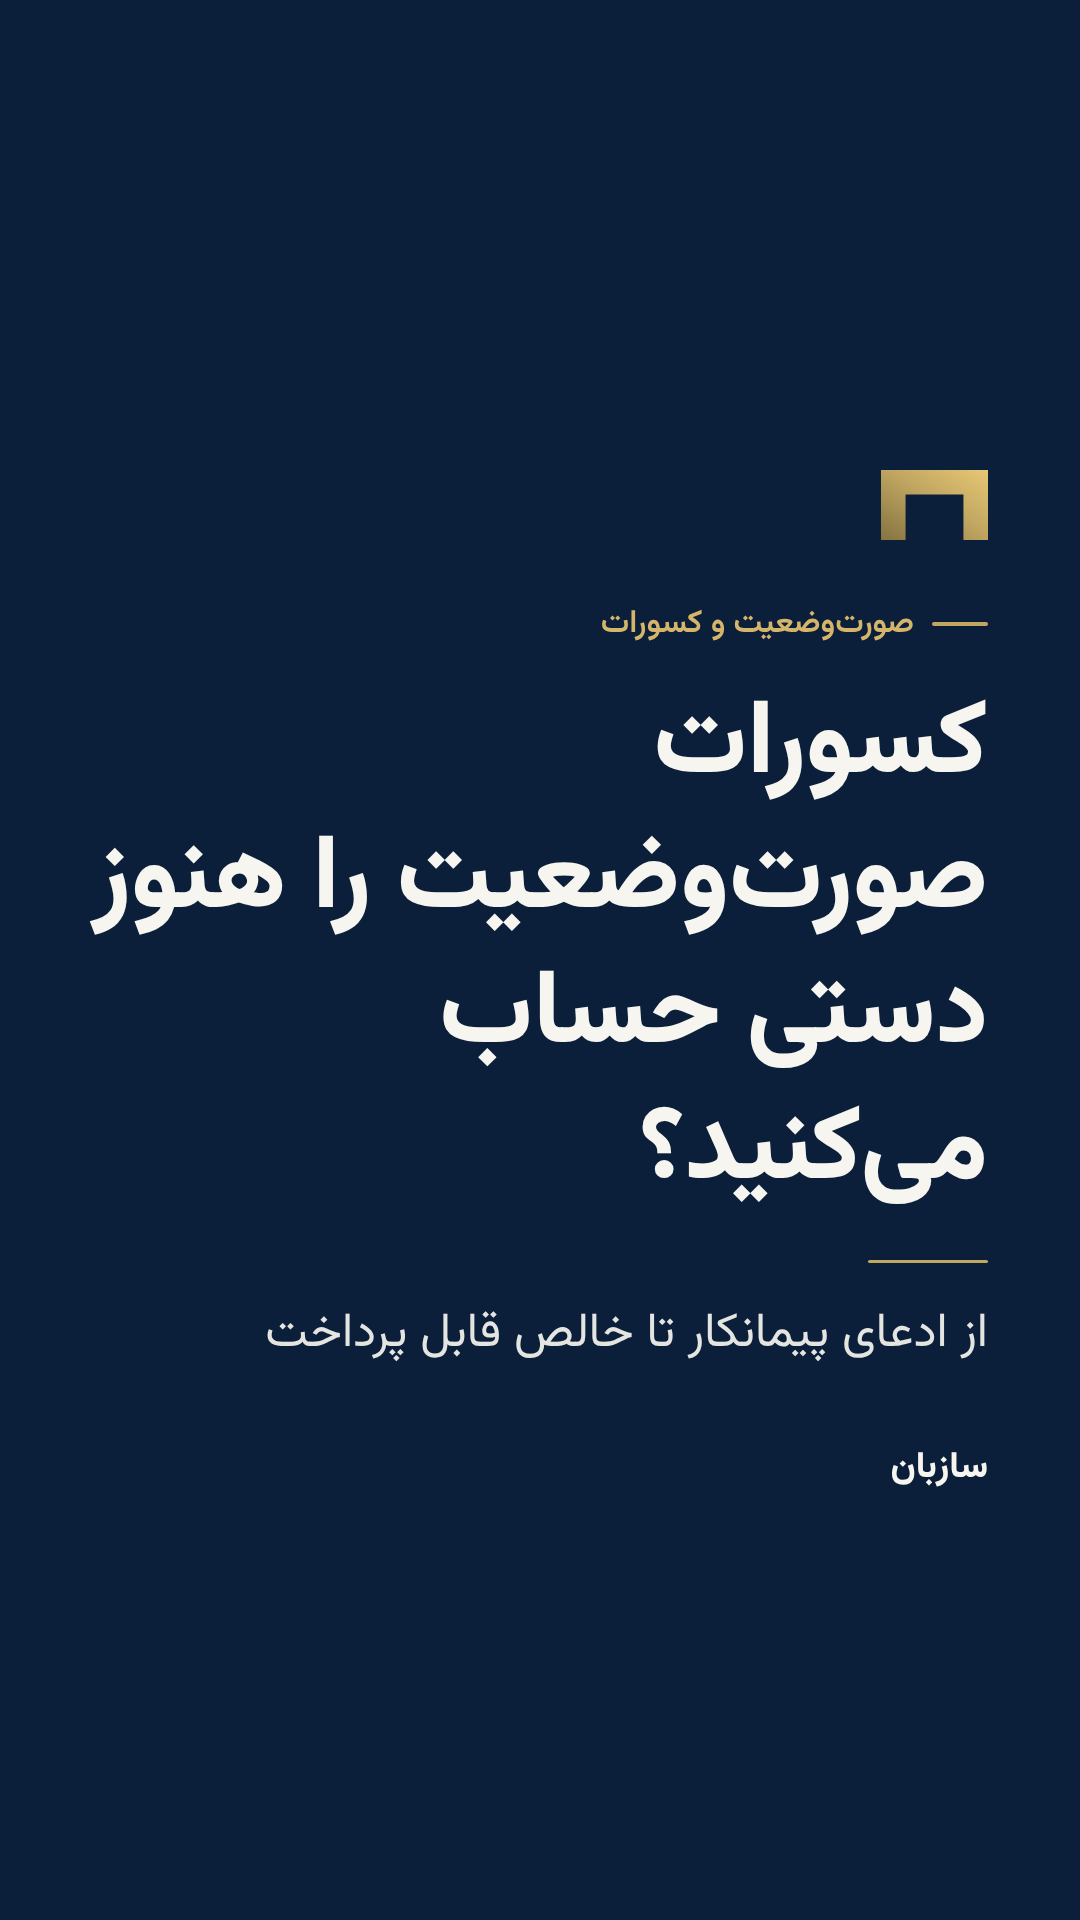 صورت‌وضعیت و کسورات
کسورات
صورت‌وضعیت را هنوز
دستی حساب
می‌کنید؟
از ادعای پیمانکار تا خالص قابل پرداخت
سازبان